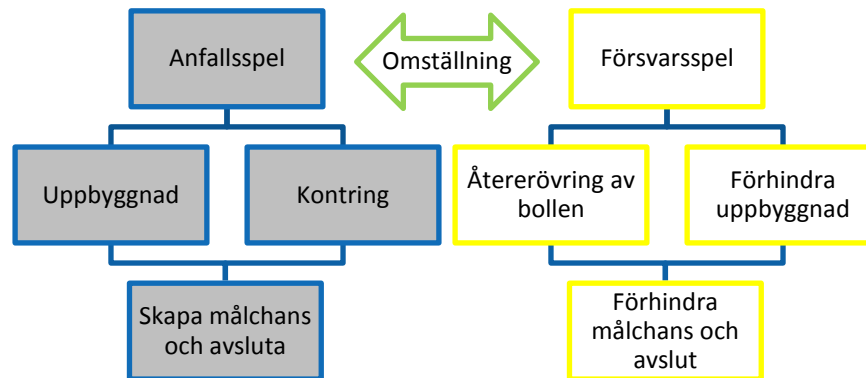 Anfallsspel
Omställning
Försvarsspel
Uppbyggnad
Kontring
Återerövring av
bollen
Förhindra
uppbyggnad
Skapa målchans
och avsluta
Förhindra
målchans och
avslut